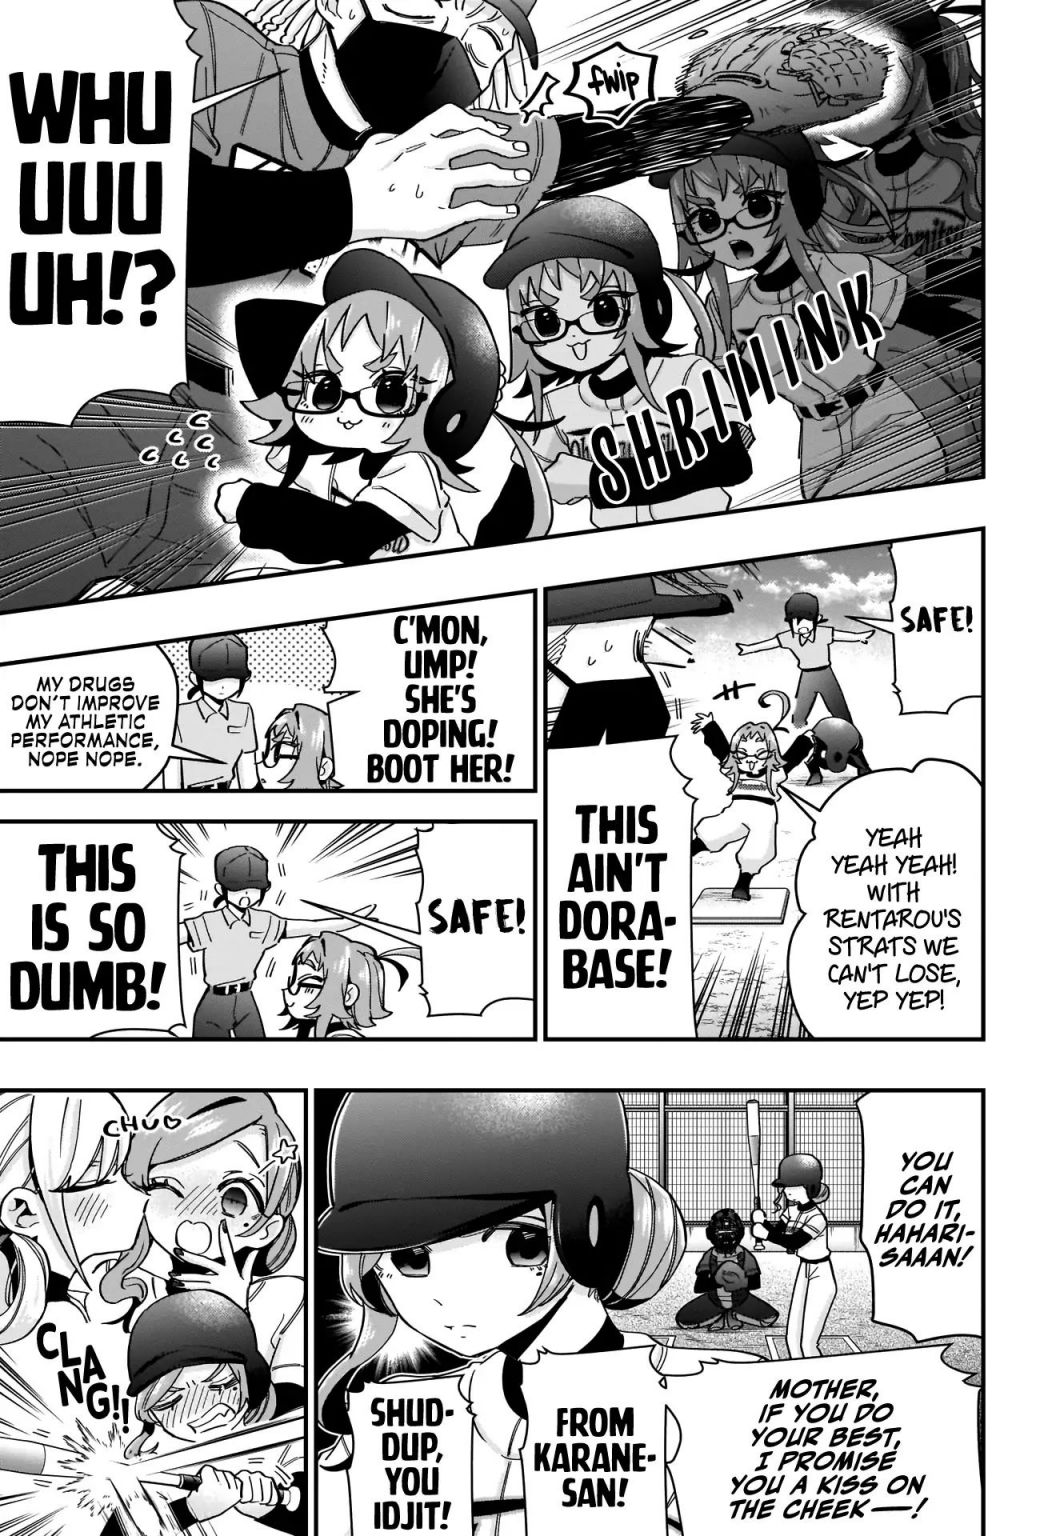 fwip
WHU
UUUU
UH!?
SHRIIIINK
SAFE!
YEAH
YEAH YEAH!
WITH
RENTAROU'S
STRATS WE
CAN'T LOSE,
YEP YEP!
THIS
AIN'T
DORA-
BASE!
C'MON,
UMP!
SHE'S
DOPING!
BOOT HER!
MY DRUGS
DON'T IMPROVE
MY ATHLETIC
PERFORMANCE,
NOPE NOPE.
SAFE!
THIS
IS SO
DUMB!
YOU
CAN
DO IT,
HAHARI-
SAAAN!
MOTHER,
IF YOU DO
YOUR BEST,
I PROMISE
YOU A KISS ON
THE CHEEK——!
FROM
KARANE-
SAN!
SHUD-
DUP,
YOU
IDJIT!
CHU♡
CLANG!!